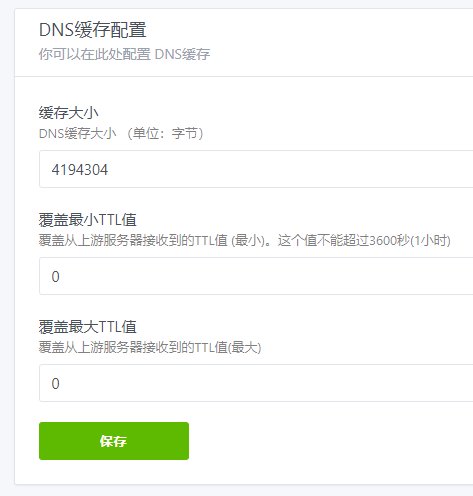 DNS缓存配置
你可以在此处配置 DNS缓存
缓存大小
DNS缓存大小 （单位：字节）
4194304
覆盖最小TTL值
覆盖从上游服务器接收到的TTL值 (最小)。这个值不能超过3600秒(1小时)
0
覆盖最大TTL值
覆盖从上游服务器接收到的TTL值(最大)
0
保存